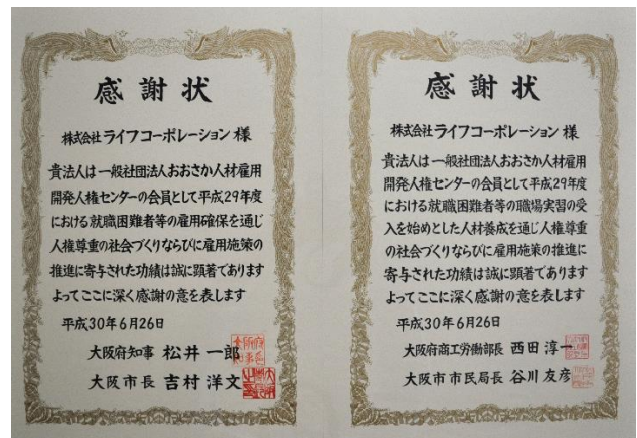 感謝状
株式会社ライフコーポレーション 様
貴法人は一般社団法人おおさか人材雇用
開発人権センターの会員として平成29年度
における就職困難者等の雇用確保を通じ
人権尊重の社会づくりならびに雇用施策の
推進に寄与された功績は誠に顕著であります
よってここに深く感謝の意を表します
平成30年6月26日
大阪府知事 松井 一郎
大阪市長 吉村 洋文
感謝状
株式会社ライフコーポレーション 様
貴法人は一般社団法人おおさか人材雇用
開発人権センターの会員として平成29年度
における就職困難者等の職場実習の受
入を始めとした人材養成を通じ人権尊重
の社会づくりならびに雇用施策の推進に
寄与された功績は誠に顕著であります
よってここに深く感謝の意を表します
平成30年6月26日
大阪府商工労働部長 西田 淳一
大阪市市民局長 谷川 友彦